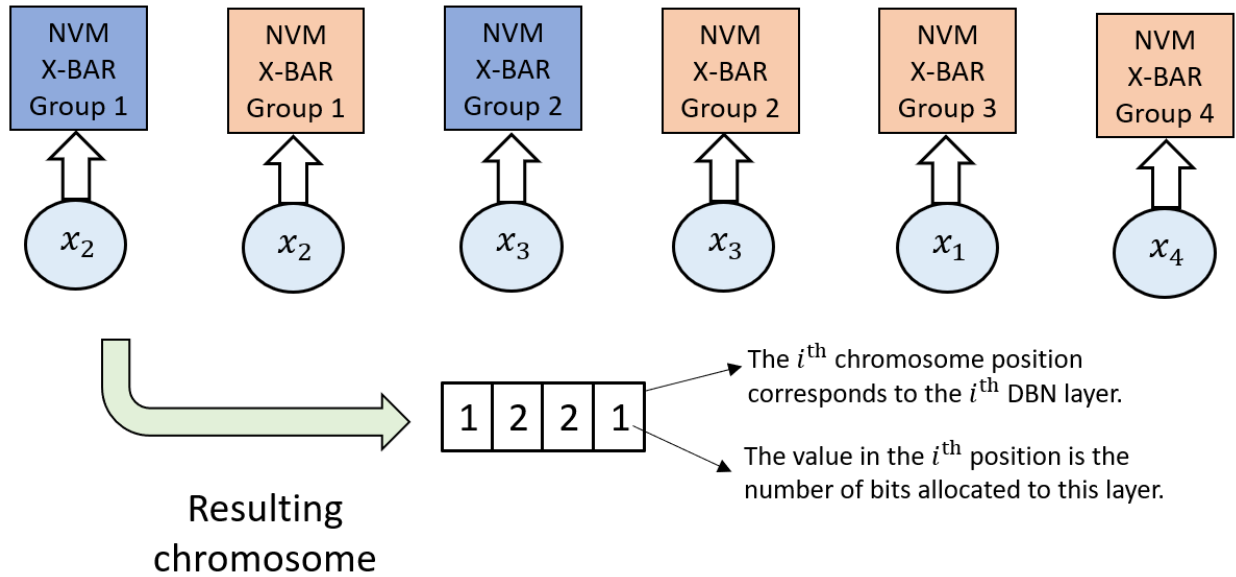 NVM
X-BAR
Group 1
NVM
X-BAR
Group 1
NVM
X-BAR
Group 2
NVM
X-BAR
Group 2
NVM
X-BAR
Group 3
NVM
X-BAR
Group 4
x₂
x₂
x₃
x₃
x₁
x₄
1 2 2 1
The iᵗʰ chromosome position
corresponds to the iᵗʰ DBN layer.
The value in the iᵗʰ position is the
number of bits allocated to this layer.
Resulting
chromosome